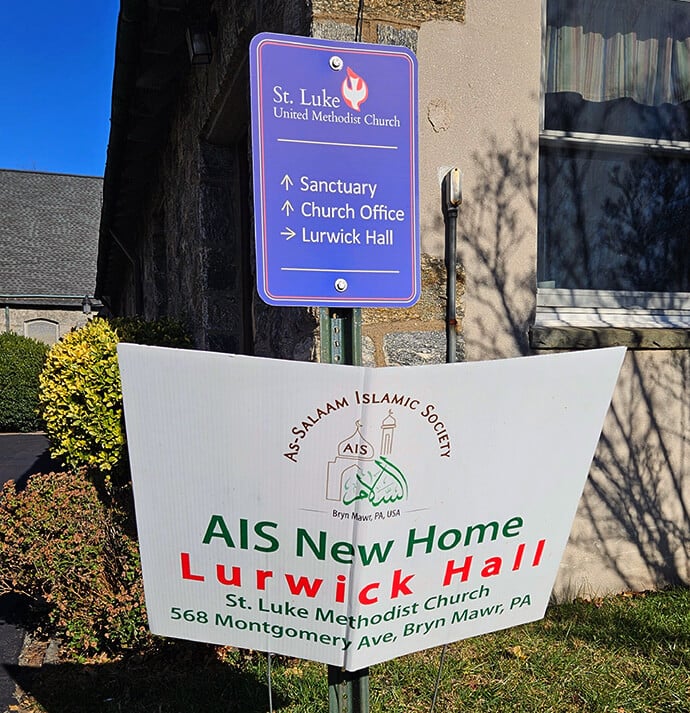 St. Luke
United Methodist Church
↑ Sanctuary
↑ Church Office
→ Lurwick Hall
As-Salaam Islamic Society
AIS
السلام
Bryn Mawr, PA, USA
AIS New Home
Lurwick Hall
St. Luke Methodist Church
568 Montgomery Ave, Bryn Mawr, PA